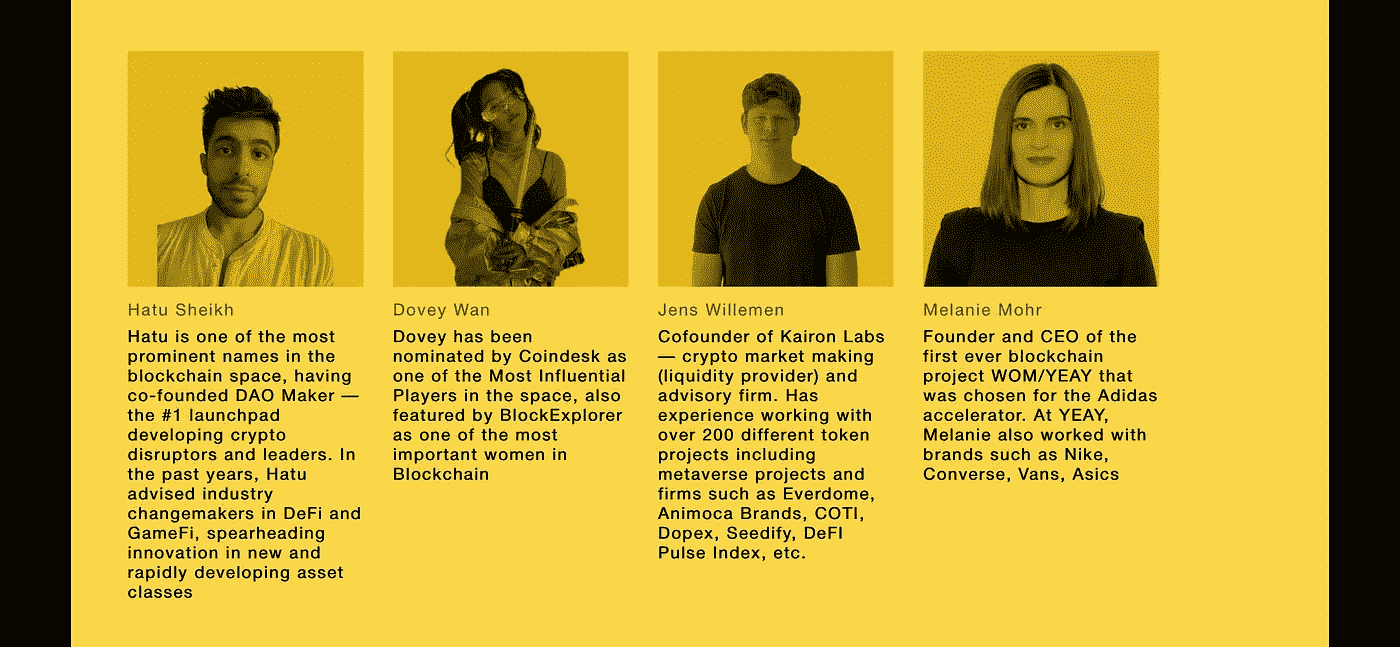 Hatu Sheikh
Hatu is one of the most
prominent names in the
blockchain space, having
co-founded DAO Maker —
the #1 launchpad
developing crypto
disruptors and leaders. In
the past years, Hatu
advised industry
changemakers in DeFi and
GameFi, spearheading
innovation in new and
rapidly developing asset
classes
Dovey Wan
Dovey has been
nominated by Coindesk as
one of the Most Influential
Players in the space, also
featured by BlockExplorer
as one of the most
important women in
Blockchain
Jens Willemen
Cofounder of Kairon Labs
— crypto market making
(liquidity provider) and
advisory firm. Has
experience working with
over 200 different token
projects including
metaverse projects and
firms such as Everdome,
Animoca Brands, COTI,
Dopex, Seedify, DeFI
Pulse Index, etc.
Melanie Mohr
Founder and CEO of the
first ever blockchain
project WOM/YEAY that
was chosen for the Adidas
accelerator. At YEAY,
Melanie also worked with
brands such as Nike,
Converse, Vans, Asics